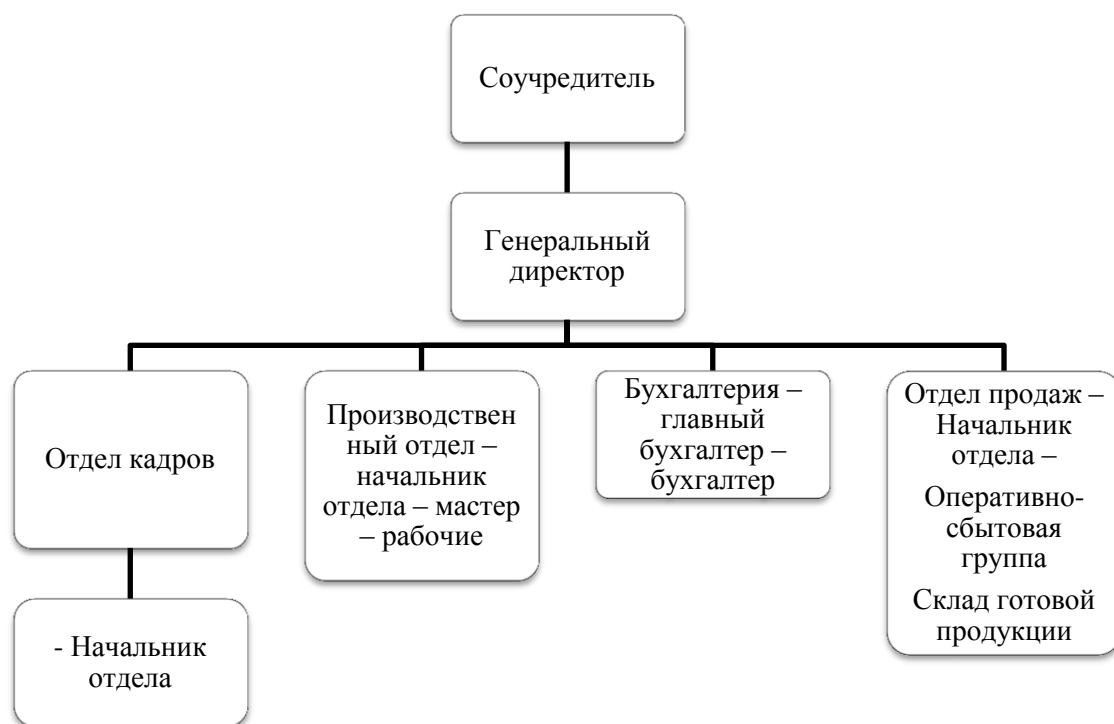 Соучредитель
Генеральный
директор
Отдел кадров
- Начальник
отдела
Производствен
ный отдел –
начальник
отдела – мастер
– рабочие
Бухгалтерия –
главный
бухгалтер –
бухгалтер
Отдел продаж –
Начальник
отдела –
Оперативно-
сбытовая
группа
Склад готовой
продукции